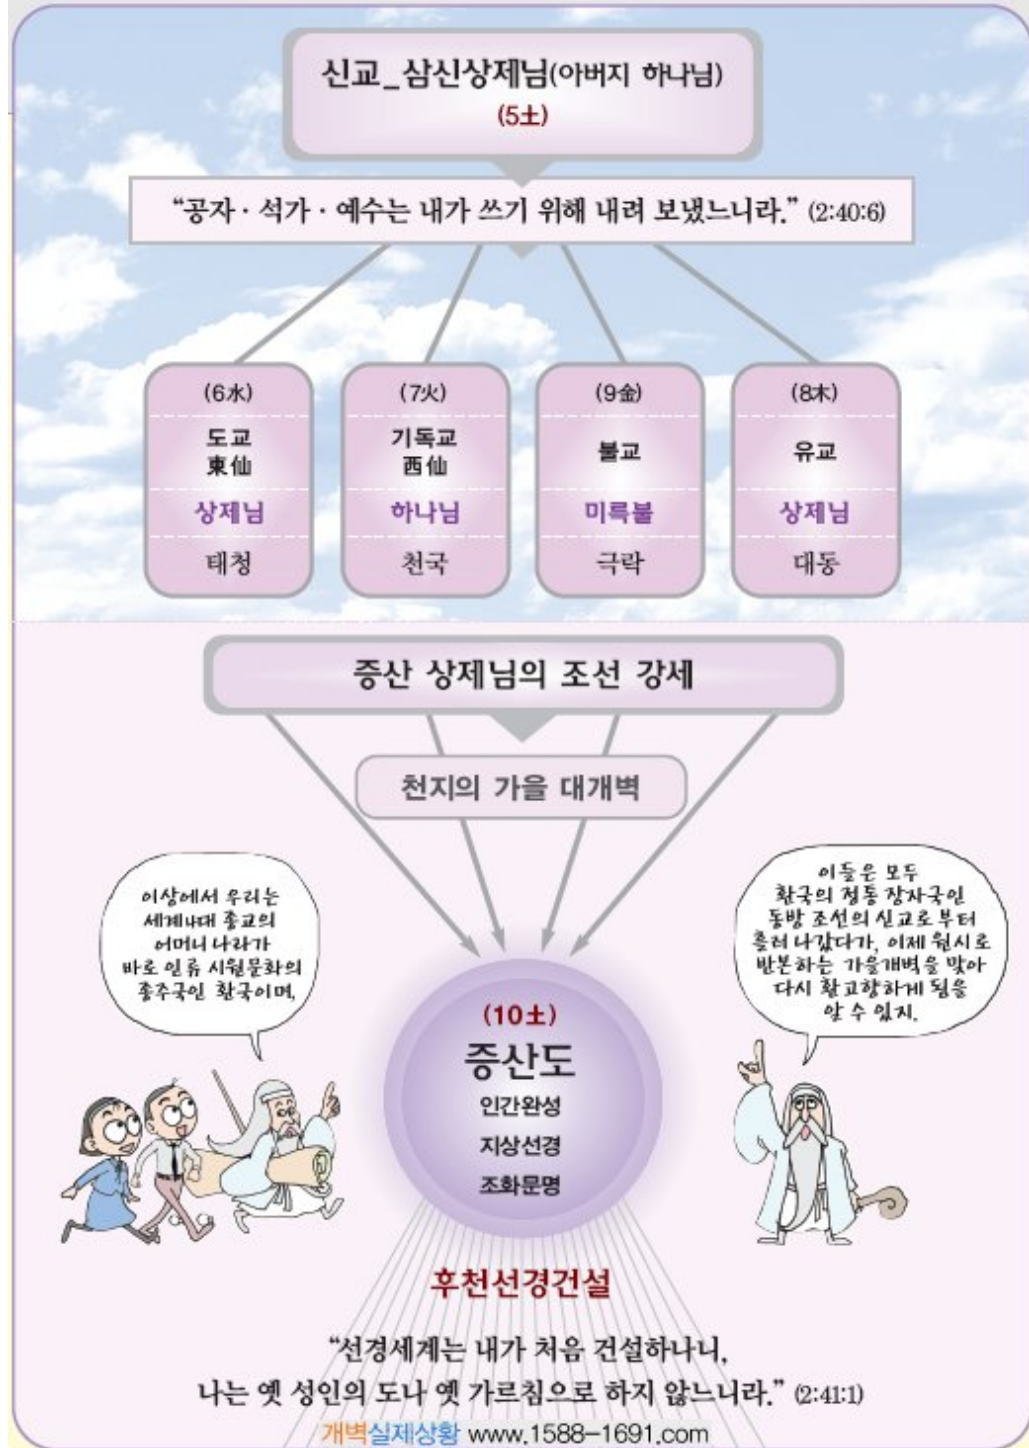 신교_삼신상제님(아버지 하나님)
(5土)
“공자 · 석가 · 예수는 내가 쓰기 위해 내려 보냈느니라.” (2:40:6)
(6水)
도교
東仙
상제님
태청
(7火)
기독교
西仙
하나님
천국
(9金)
불교
미륵불
극락
(8木)
유교
상제님
대동
증산 상제님의 조선 강세
천지의 가을 대개벽
이상에서 우리는
세계4대 종교의
어머니 나라가
바로 인류 시원문화의
종주국인 환국이며,
이들은 모두
환국의 정통 장자국인
동방 조선의 신교로부터
흘러 나갔다가, 이제 원시로
반본하는 가을개벽을 맞아
다시 환고향하게 됨을
알 수 있지.
(10土)
증산도
인간완성
지상선경
조화문명
후천선경건설
“선경세계는 내가 처음 건설하나니,
나는 옛 성인의 도나 옛 가르침으로 하지 않느니라.” (2:41:1)
개벽실제상황 www.1588-1691.com